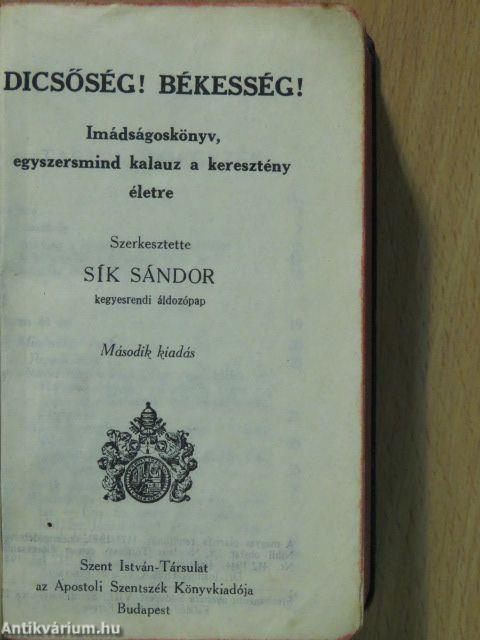 DICSŐSÉG! BÉKESSÉG!
Imádságoskönyv,
egyszersmind kalauz a keresztény
életre
Szerkesztette
SÍK SÁNDOR
kegyesrendi áldozópap
Második kiadás
Szent István-Társulat
az Apostoli Szentszék Könyvkiadója
Budapest
Antikvárium.hu